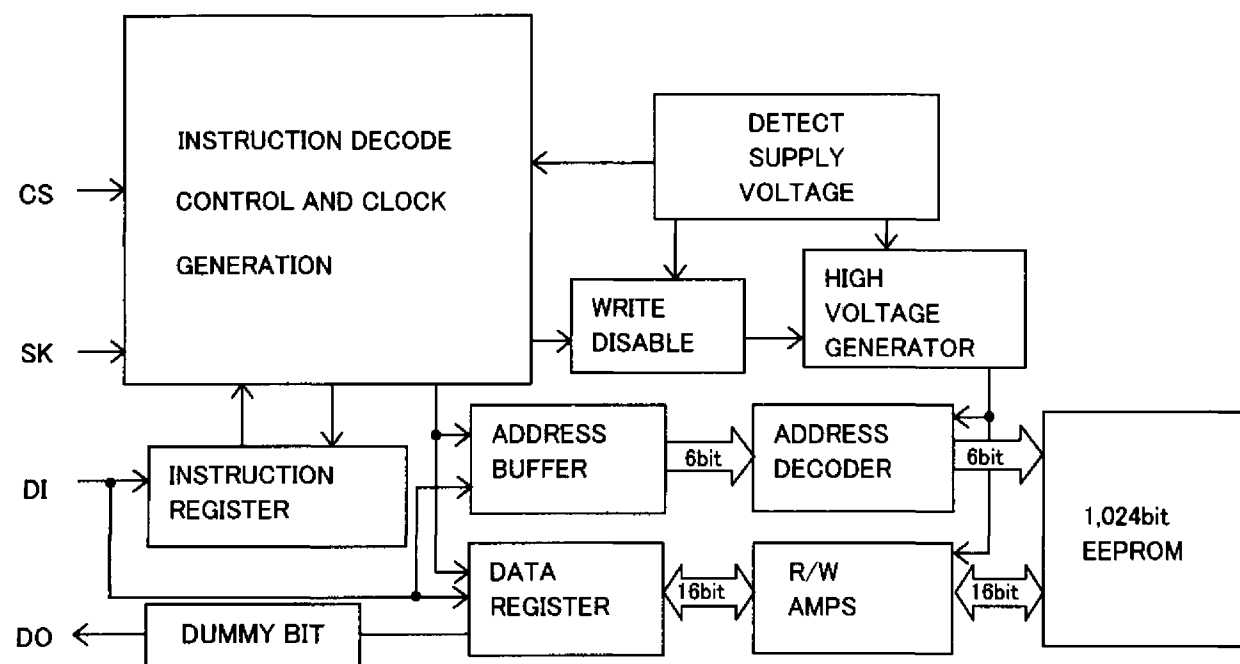 INSTRUCTION DECODE
CONTROL AND CLOCK
GENERATION
DETECT
SUPPLY
VOLTAGE
CS
SK
WRITE
DISABLE
HIGH
VOLTAGE
GENERATOR
DI
INSTRUCTION
REGISTER
ADDRESS
BUFFER
6bit
ADDRESS
DECODER
6bit
1,024bit
EEPROM
DATA
REGISTER
16bit
R/W
AMPS
16bit
DO
DUMMY BIT